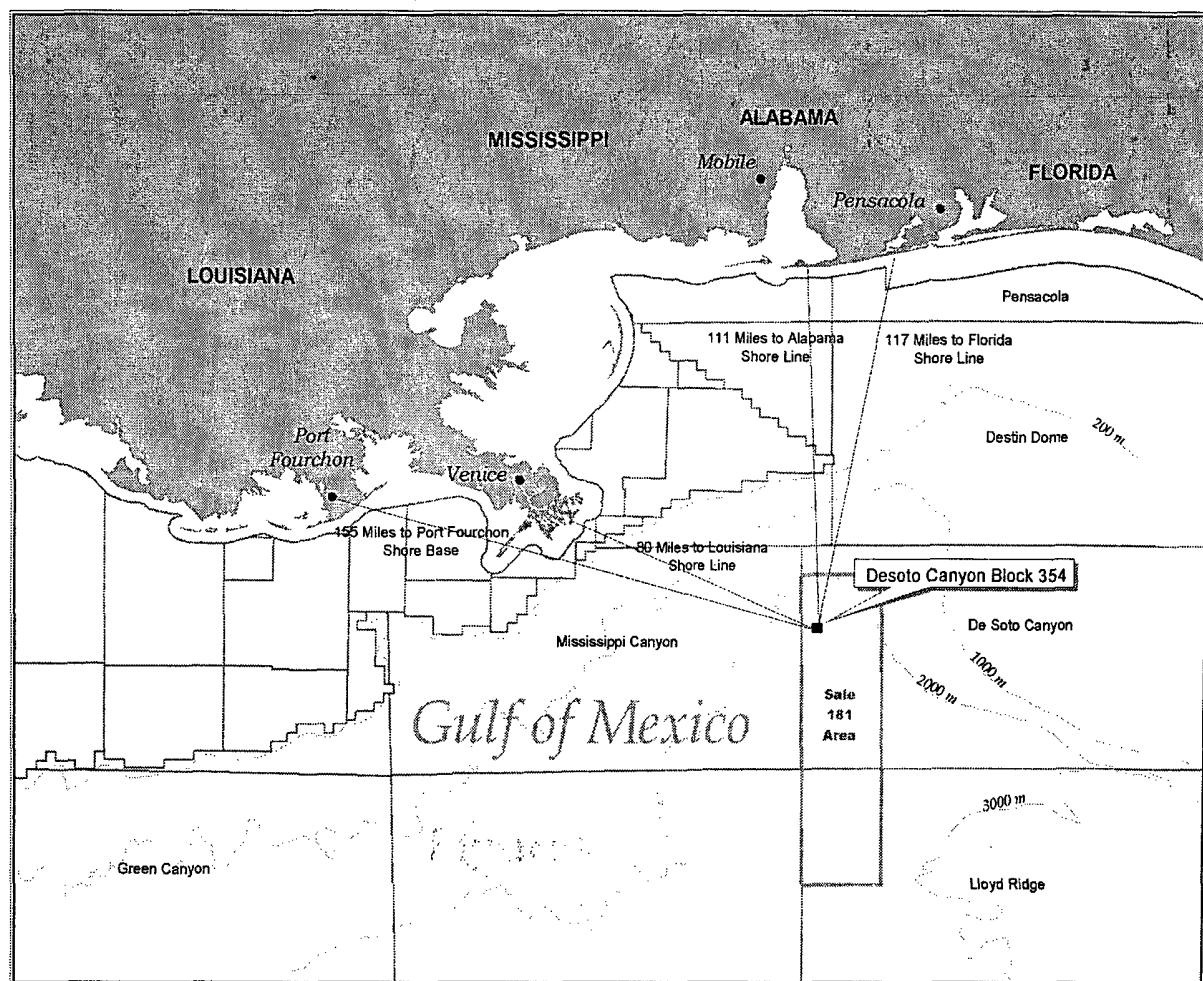 ALABAMA
MISSISSIPPI
Mobile
FLORIDA
Pensacola
LOUISIANA
Pensacola
111 Miles to Alabama
Shore Line
117 Miles to Florida
Shore Line
200 m
Destin Dome
Port
Fourchon
Venice
155 Miles to Port Fourchon
Shore Base
80 Miles to Louisiana
Shore Line
Desoto Canyon Block 354
De Soto Canyon
Mississippi Canyon
1000 m
2000 m
Sale
181
Area
Gulf of Mexico
3000 m
Green Canyon
Lloyd Ridge